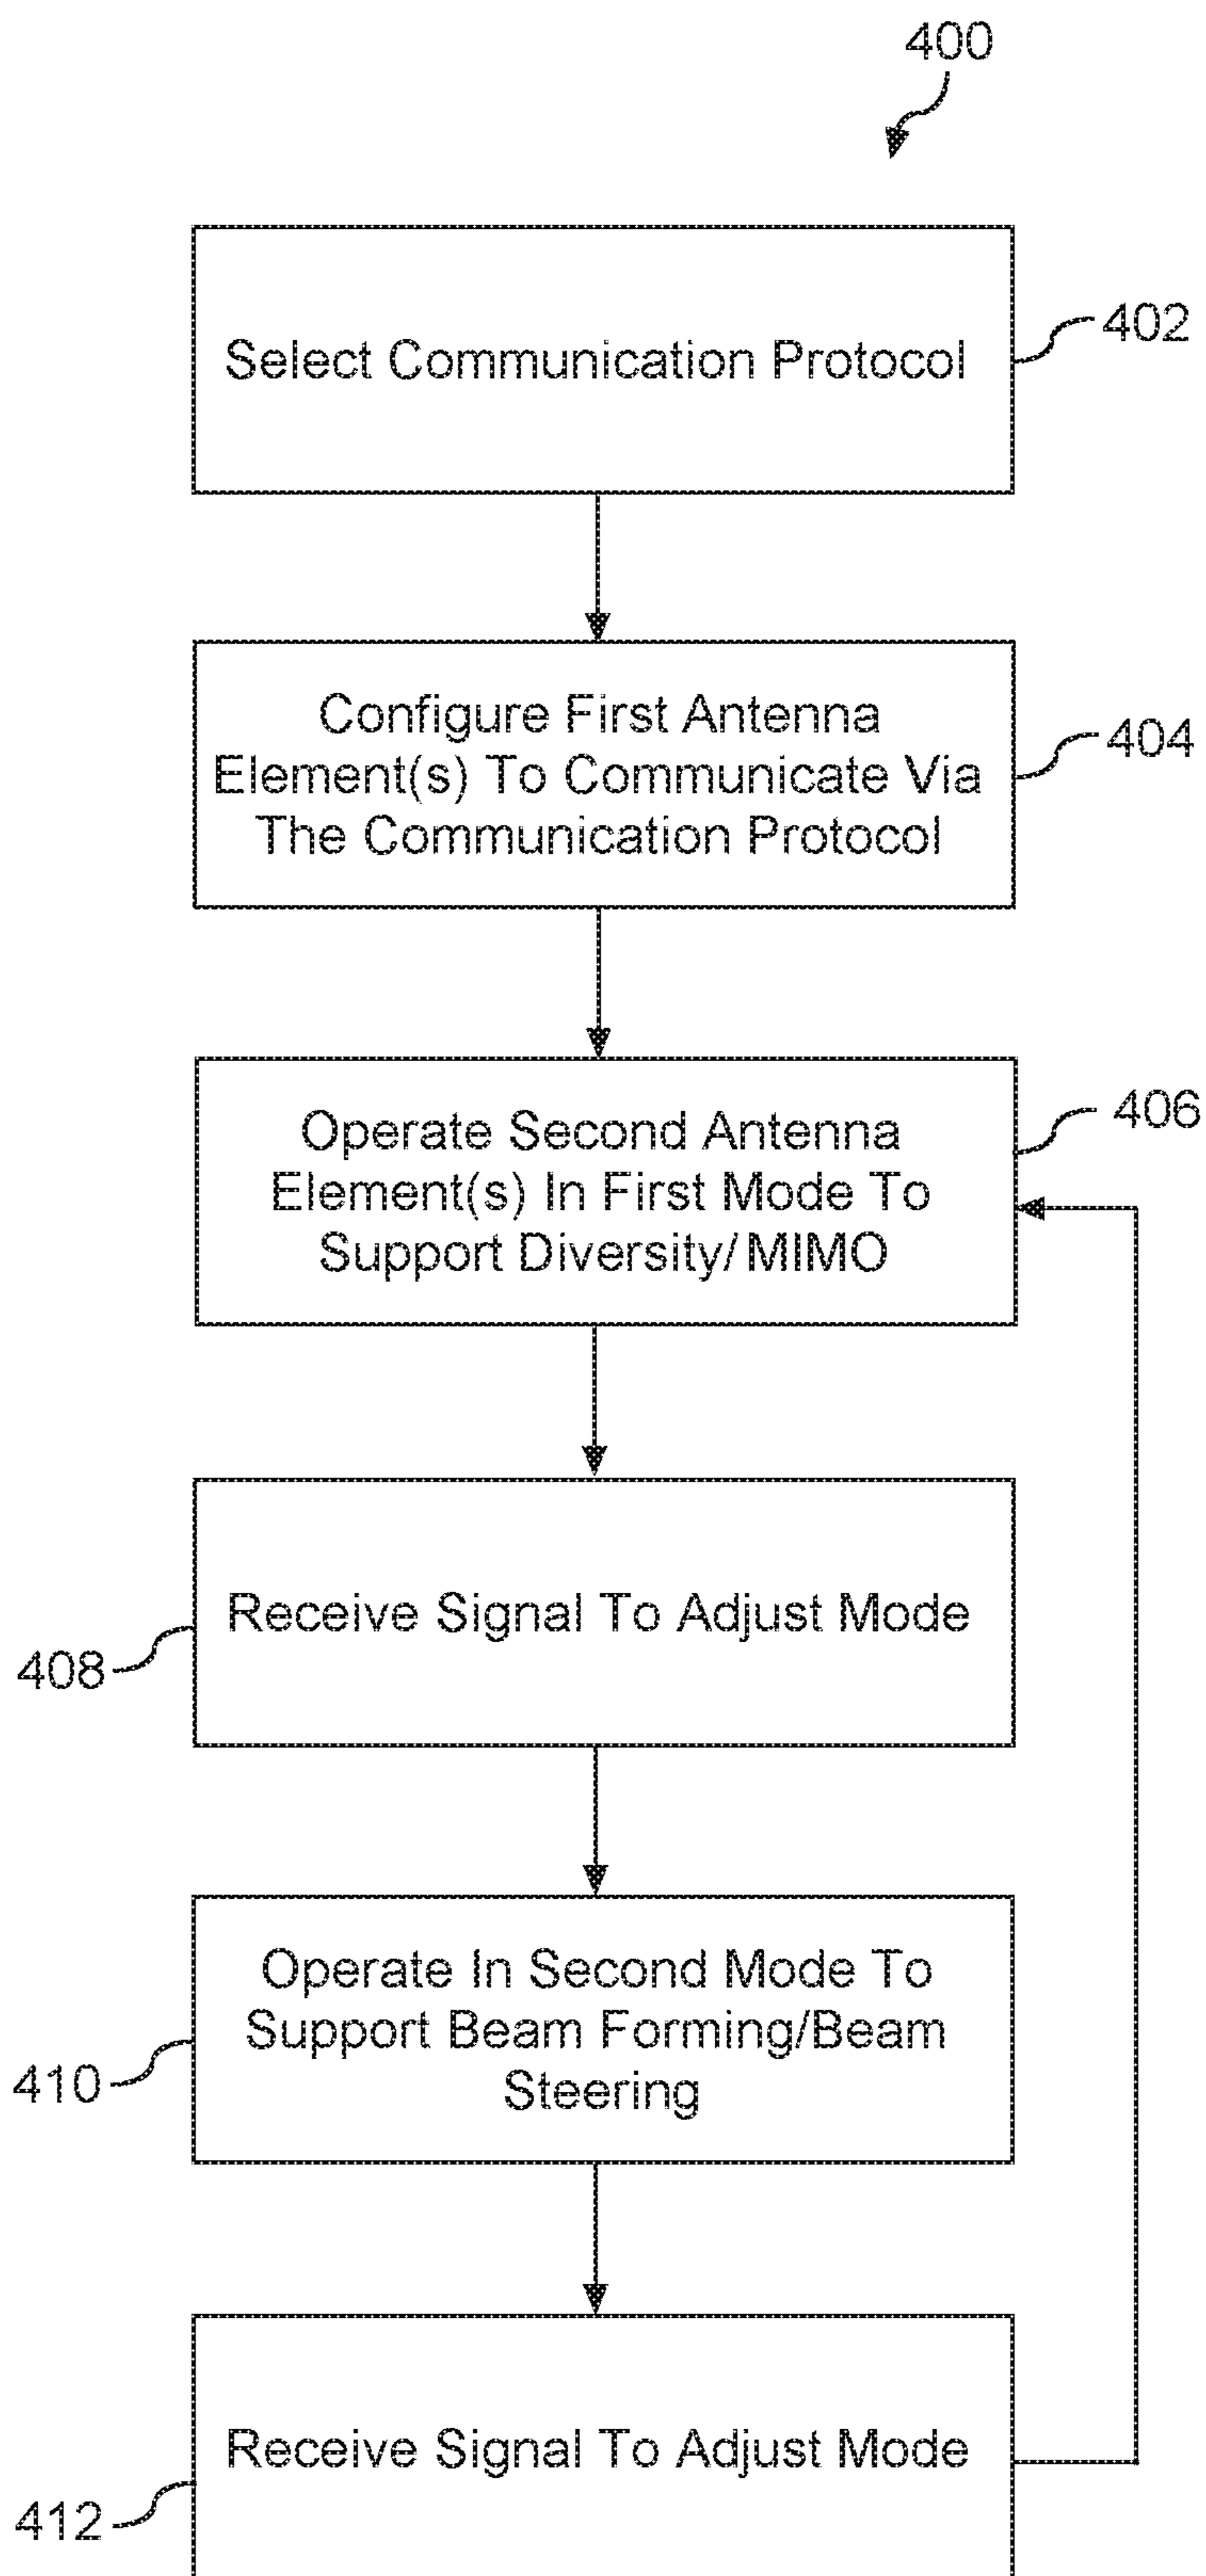 400
Select Communication Protocol
402
Configure First Antenna
Element(s) To Communicate Via
The Communication Protocol
404
Operate Second Antenna
Element(s) In First Mode To
Support Diversity/MIMO
406
Receive Signal To Adjust Mode
408
Operate In Second Mode To
Support Beam Forming/Beam
Steering
410
Receive Signal To Adjust Mode
412